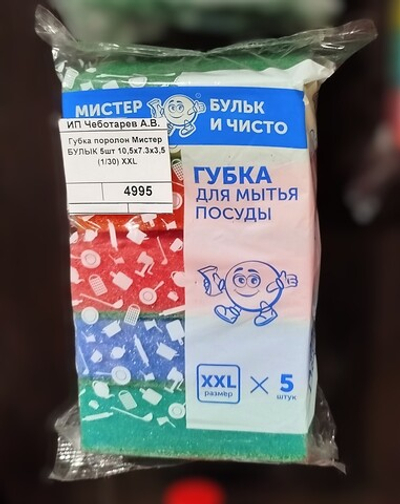 МИСТЕР БУЛЬК
И ЧИСТО
ИП Чеботарев А.В.
Губка поролон Мистер
БУЛЫК 5шт 10,5х7.3х3,5
(1/30) XXL
4995
ГУБКА
ДЛЯ МЫТЬЯ
ПОСУДЫ
XXL × 5
размер штук